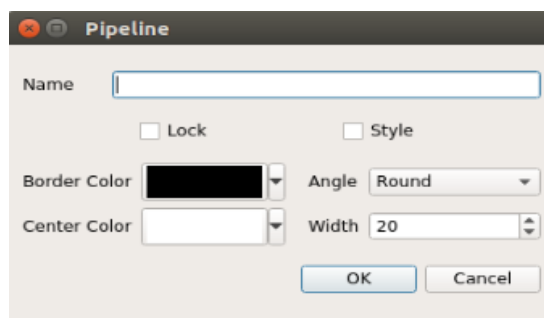 Pipeline
Name
Lock Style
Border Color Angle Round
Center Color Width 20
OK Cancel